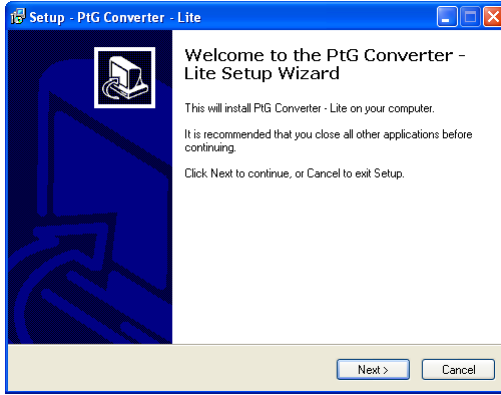 Setup - PtG Converter - Lite
Welcome to the PtG Converter -
Lite Setup Wizard
This will install PtG Converter - Lite on your computer.
It is recommended that you close all other applications before
continuing.
Click Next to continue, or Cancel to exit Setup.
Next >
Cancel